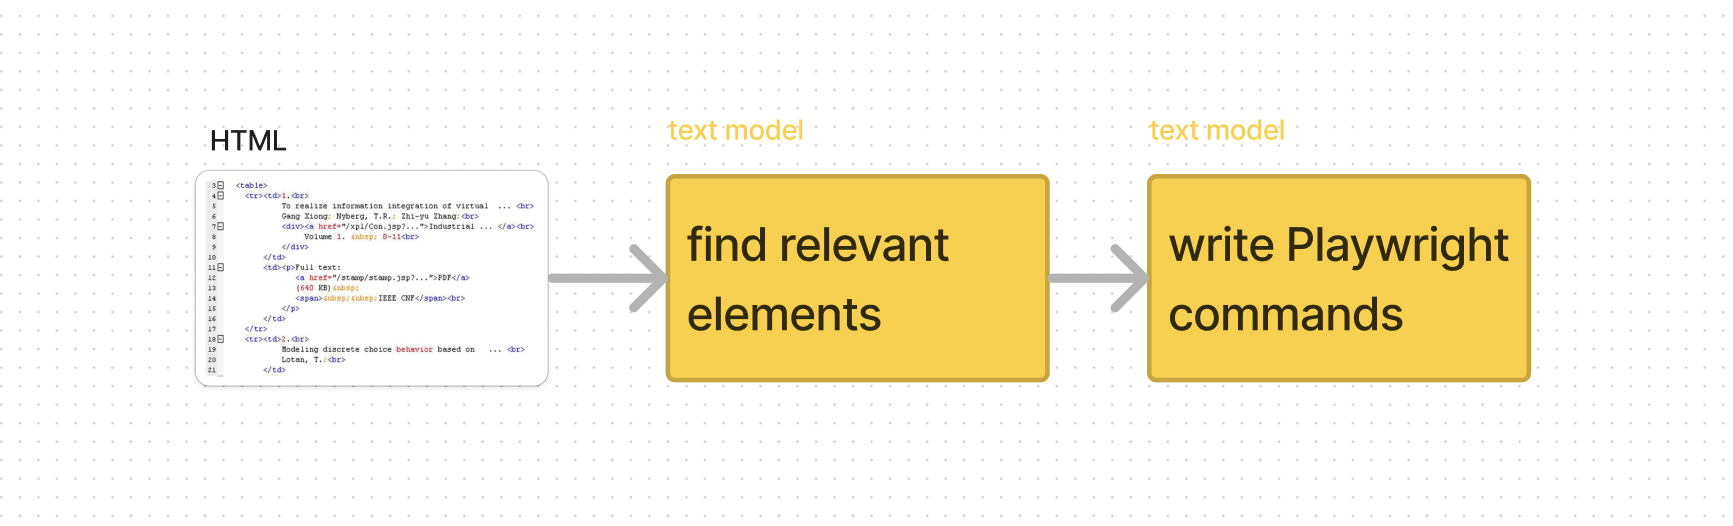 HTML
3 <table>
4 <tr><td>1.<br>
5 To realize information integration of virtual ... <br>
6 Gang Xiong; Nyberg, T.R.; Zhi-yu Zhang;<br>
7 <div><a href="/xpl/Con.jsp?...">Industrial ... </a><br>
8 Volume 1. &nbsp; 8-11<br>
9 </div>
10 </td>
11 <td><p>Full text:
12 <a href="/stamp/stamp.jsp?...">PDF</a>
13 (640 KB)&nbsp;
14 <span>&nbsp;&nbsp;IEEE CNF</span><br>
15 </p>
16 </td>
17 </tr>
18 <tr><td>2.<br>
19 Modeling discrete choice behavior based on ... <br>
20 Lotan, T.;<br>
21 </td>
text model
find relevant
elements
text model
write Playwright
commands